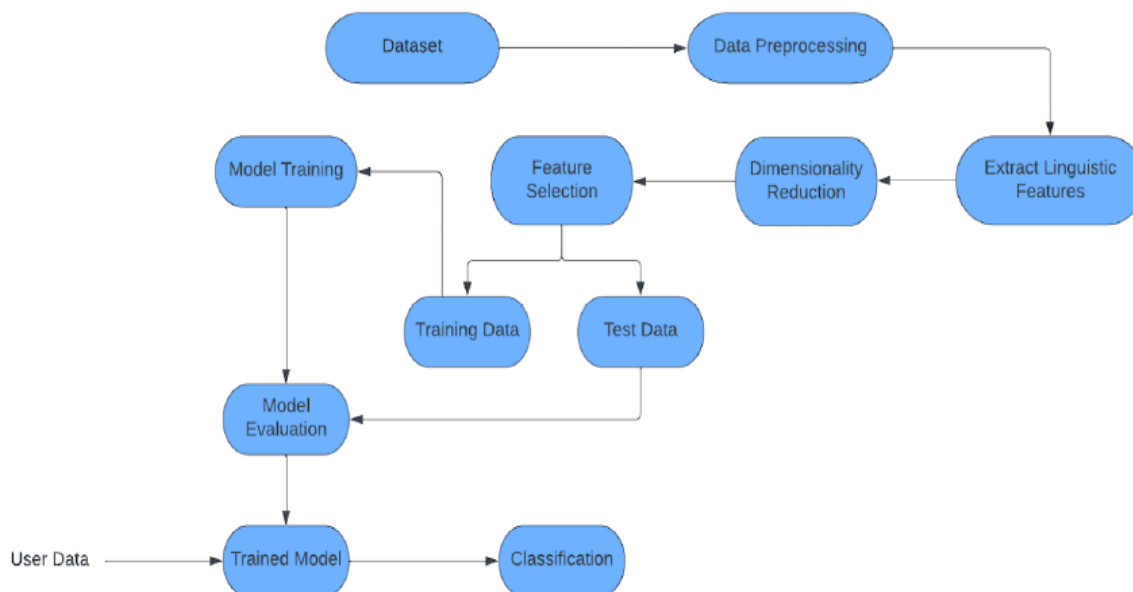 Dataset
Data Preprocessing
Model Training
Feature
Selection
Dimensionality
Reduction
Extract Linguistic
Features
Training Data
Test Data
Model
Evaluation
User Data
Trained Model
Classification